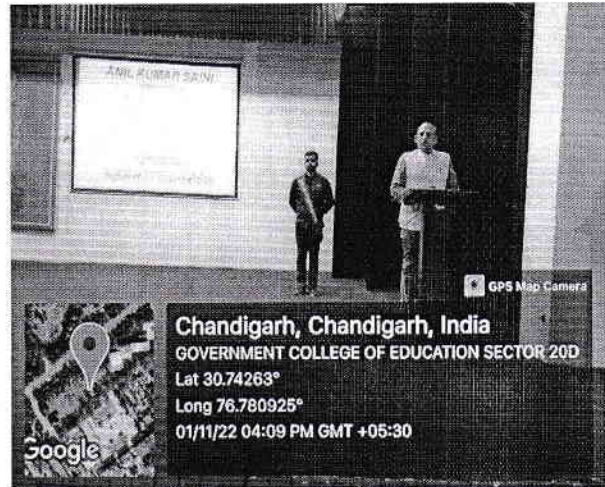 ANIL KUMAR SAINI
GPS Map Camera
Chandigarh, Chandigarh, India
GOVERNMENT COLLEGE OF EDUCATION SECTOR 20D
Lat 30.74263°
Long 76.780925°
01/11/22 04:09 PM GMT +05:30
Google